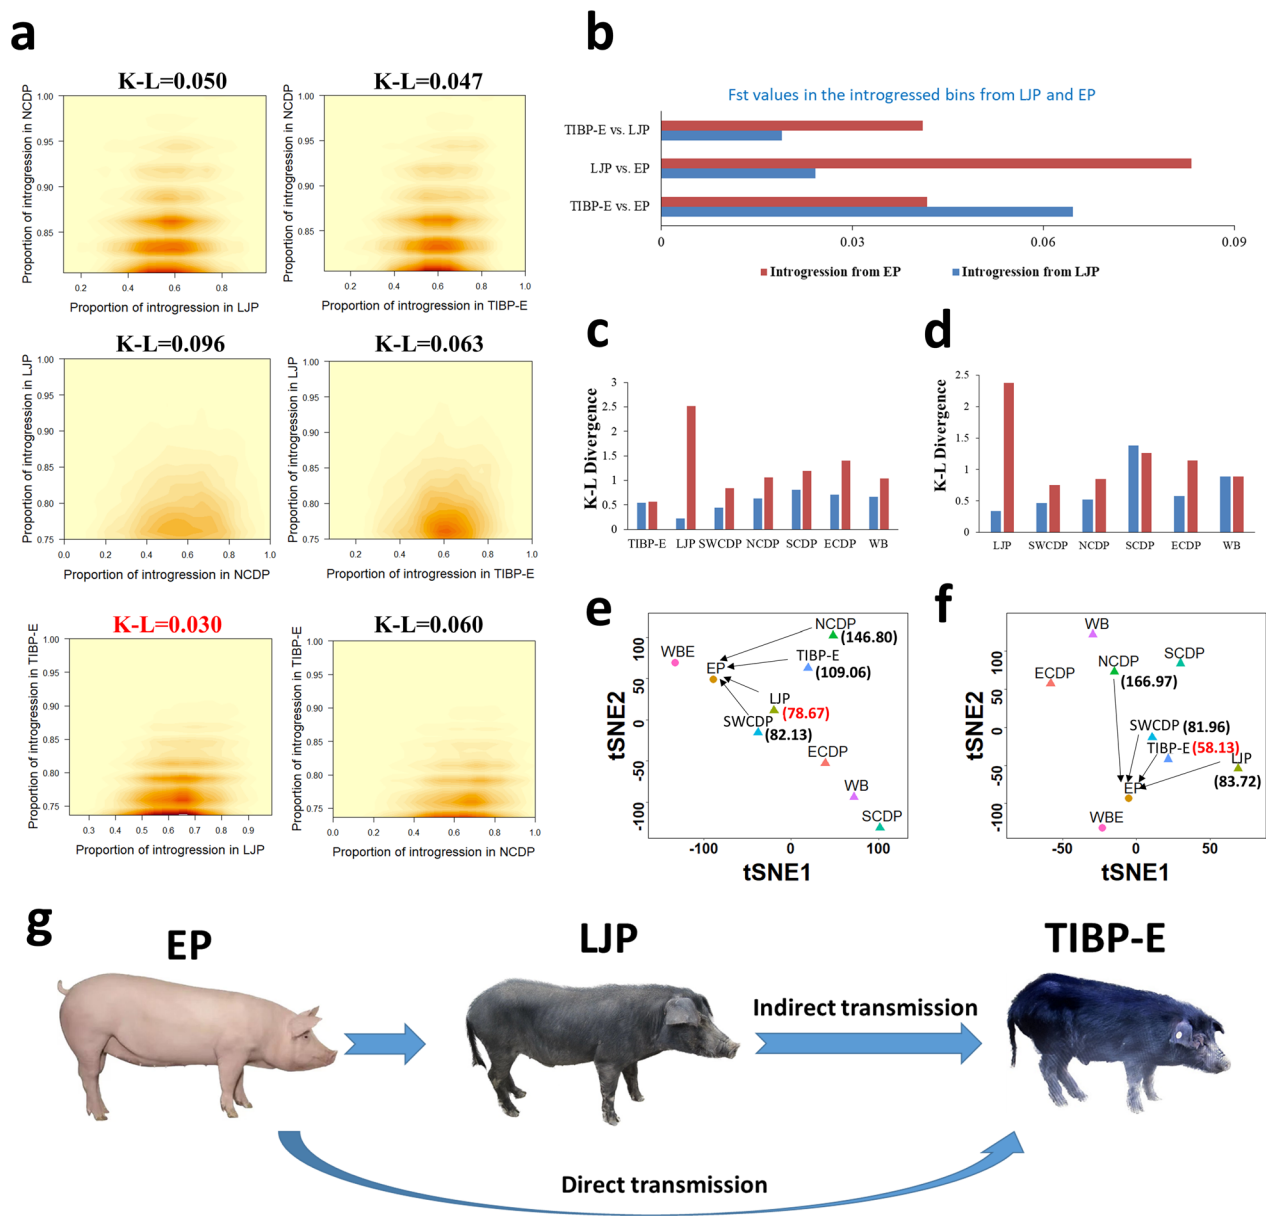 a
K-L=0.050
Proportion of introgression in NCDP
1.00
0.95
0.90
0.85
0.2 0.4 0.6 0.8
Proportion of introgression in LJP
K-L=0.047
Proportion of introgression in NCDP
1.00
0.95
0.90
0.85
0.2 0.4 0.6 0.8 1.0
Proportion of introgression in TIBP-E
K-L=0.096
Proportion of introgression in LJP
1.00
0.95
0.90
0.85
0.80
0.75
0.0 0.2 0.4 0.6 0.8 1.0
Proportion of introgression in NCDP
K-L=0.063
Proportion of introgression in LJP
1.00
0.95
0.90
0.85
0.80
0.75
0.0 0.2 0.4 0.6 0.8 1.0
Proportion of introgression in TIBP-E
K-L=0.030
Proportion of introgression in TIBP-E
1.00
0.95
0.90
0.85
0.80
0.75
0.3 0.4 0.5 0.6 0.7 0.8 0.9
Proportion of introgression in LJP
K-L=0.060
Proportion of introgression in TIBP-E
1.00
0.95
0.90
0.85
0.80
0.75
0.0 0.2 0.4 0.6 0.8 1.0
Proportion of introgression in NCDP
b
Fst values in the introgressed bins from LJP and EP
TIBP-E vs. LJP
LJP vs. EP
TIBP-E vs. EP
0 0.03 0.06 0.09
Introgression from EP Introgression from LJP
c
K-L Divergence
3
2.5
2
1.5
1
0.5
0
TIBP-E LJP SWCDP NCDP SCDP ECDP WB
d
K-L Divergence
2.5
2
1.5
1
0.5
0
LJP SWCDP NCDP SCDP ECDP WB
e
tSNE2
100
50
0
-50
-100
NCDP
(146.80)
WBE
TIBP-E
EP
(109.06)
LJP
(78.67)
SWCDP
(82.13)
ECDP
WB
SCDP
-100 0 100
tSNE1
f
tSNE2
100
50
0
-50
-100
WB
SCDP
NCDP
ECDP
(166.97)
SWCDP (81.96)
TIBP-E (58.13)
LJP
(83.72)
EP
WBE
-50 0 50
tSNE1
g
EP
LJP
TIBP-E
Indirect transmission
Direct transmission